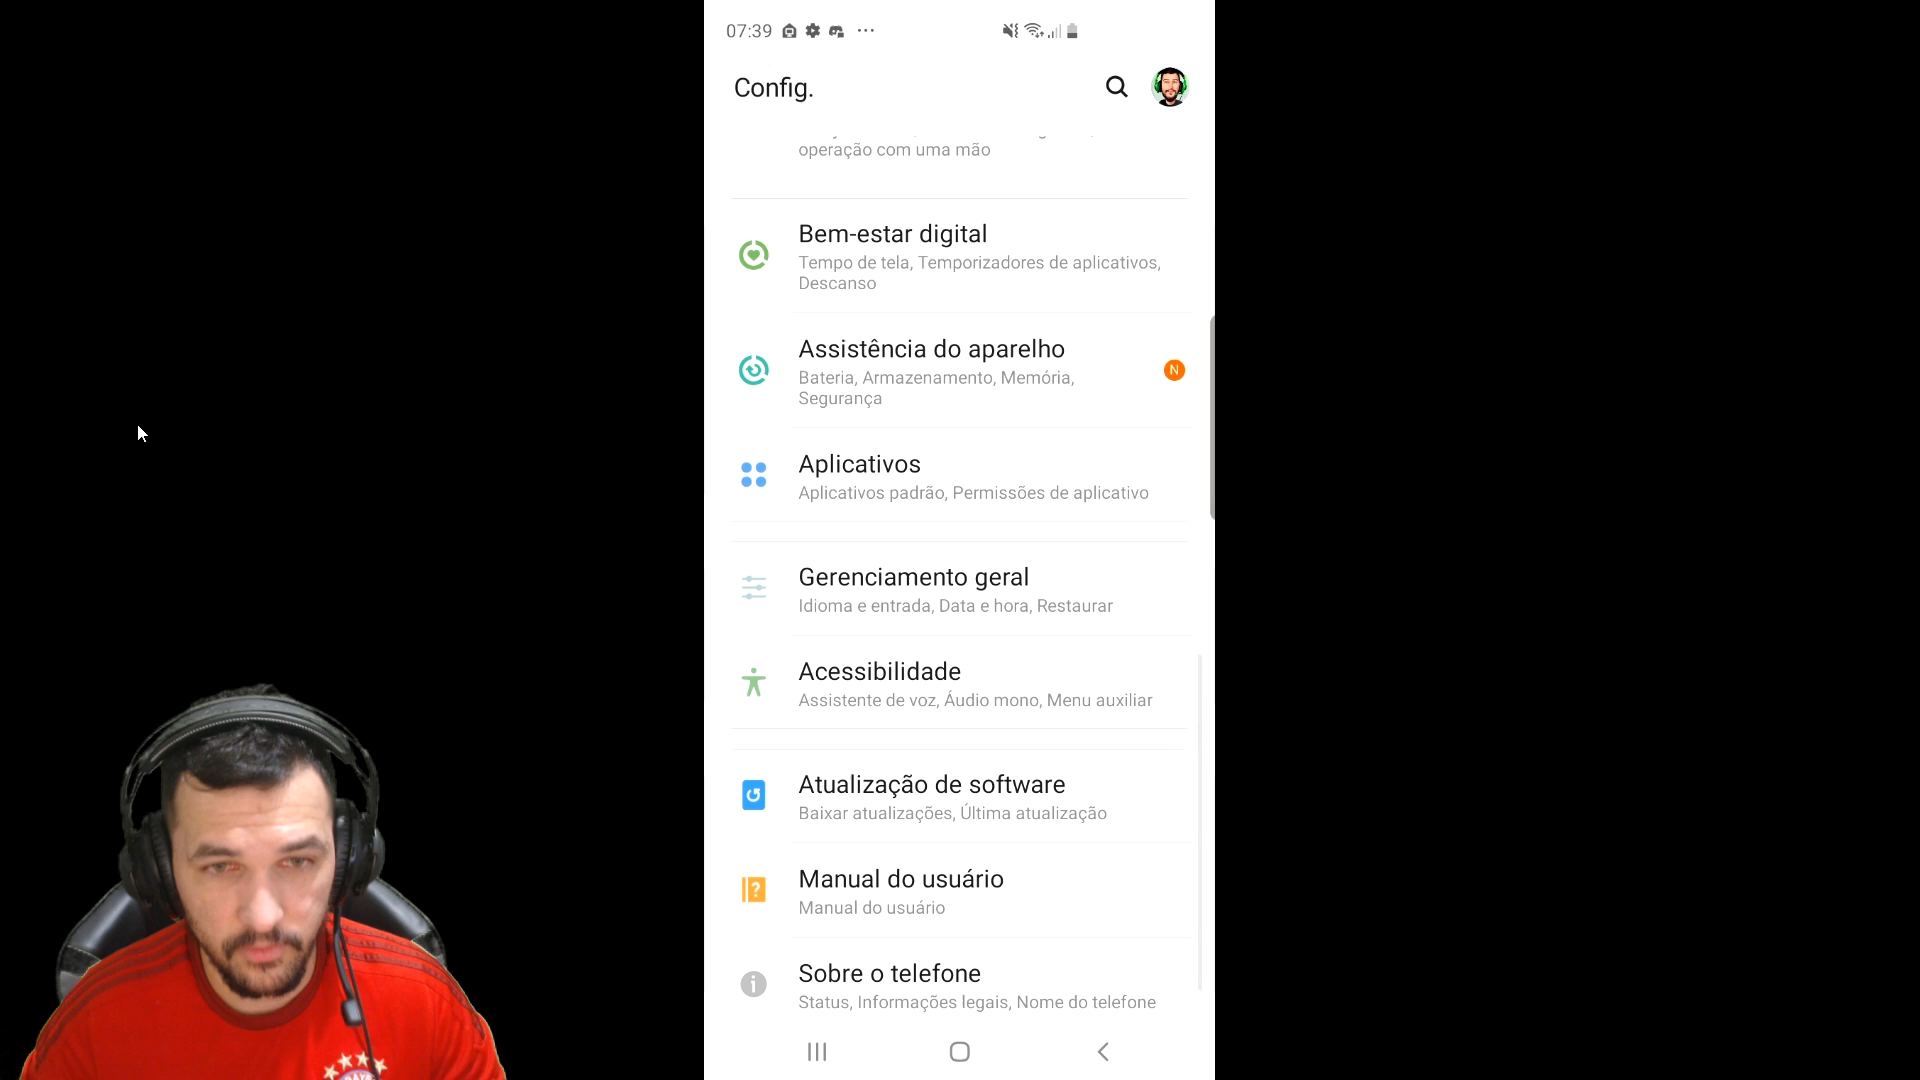 07:39
Config.
operação com uma mão
Bem-estar digital
Tempo de tela, Temporizadores de aplicativos,
Descanso
Assistência do aparelho
Bateria, Armazenamento, Memória,
Segurança
N
Aplicativos
Aplicativos padrão, Permissões de aplicativo
Gerenciamento geral
Idioma e entrada, Data e hora, Restaurar
Acessibilidade
Assistente de voz, Áudio mono, Menu auxiliar
Atualização de software
Baixar atualizações, Última atualização
Manual do usuário
Manual do usuário
Sobre o telefone
Status, Informações legais, Nome do telefone